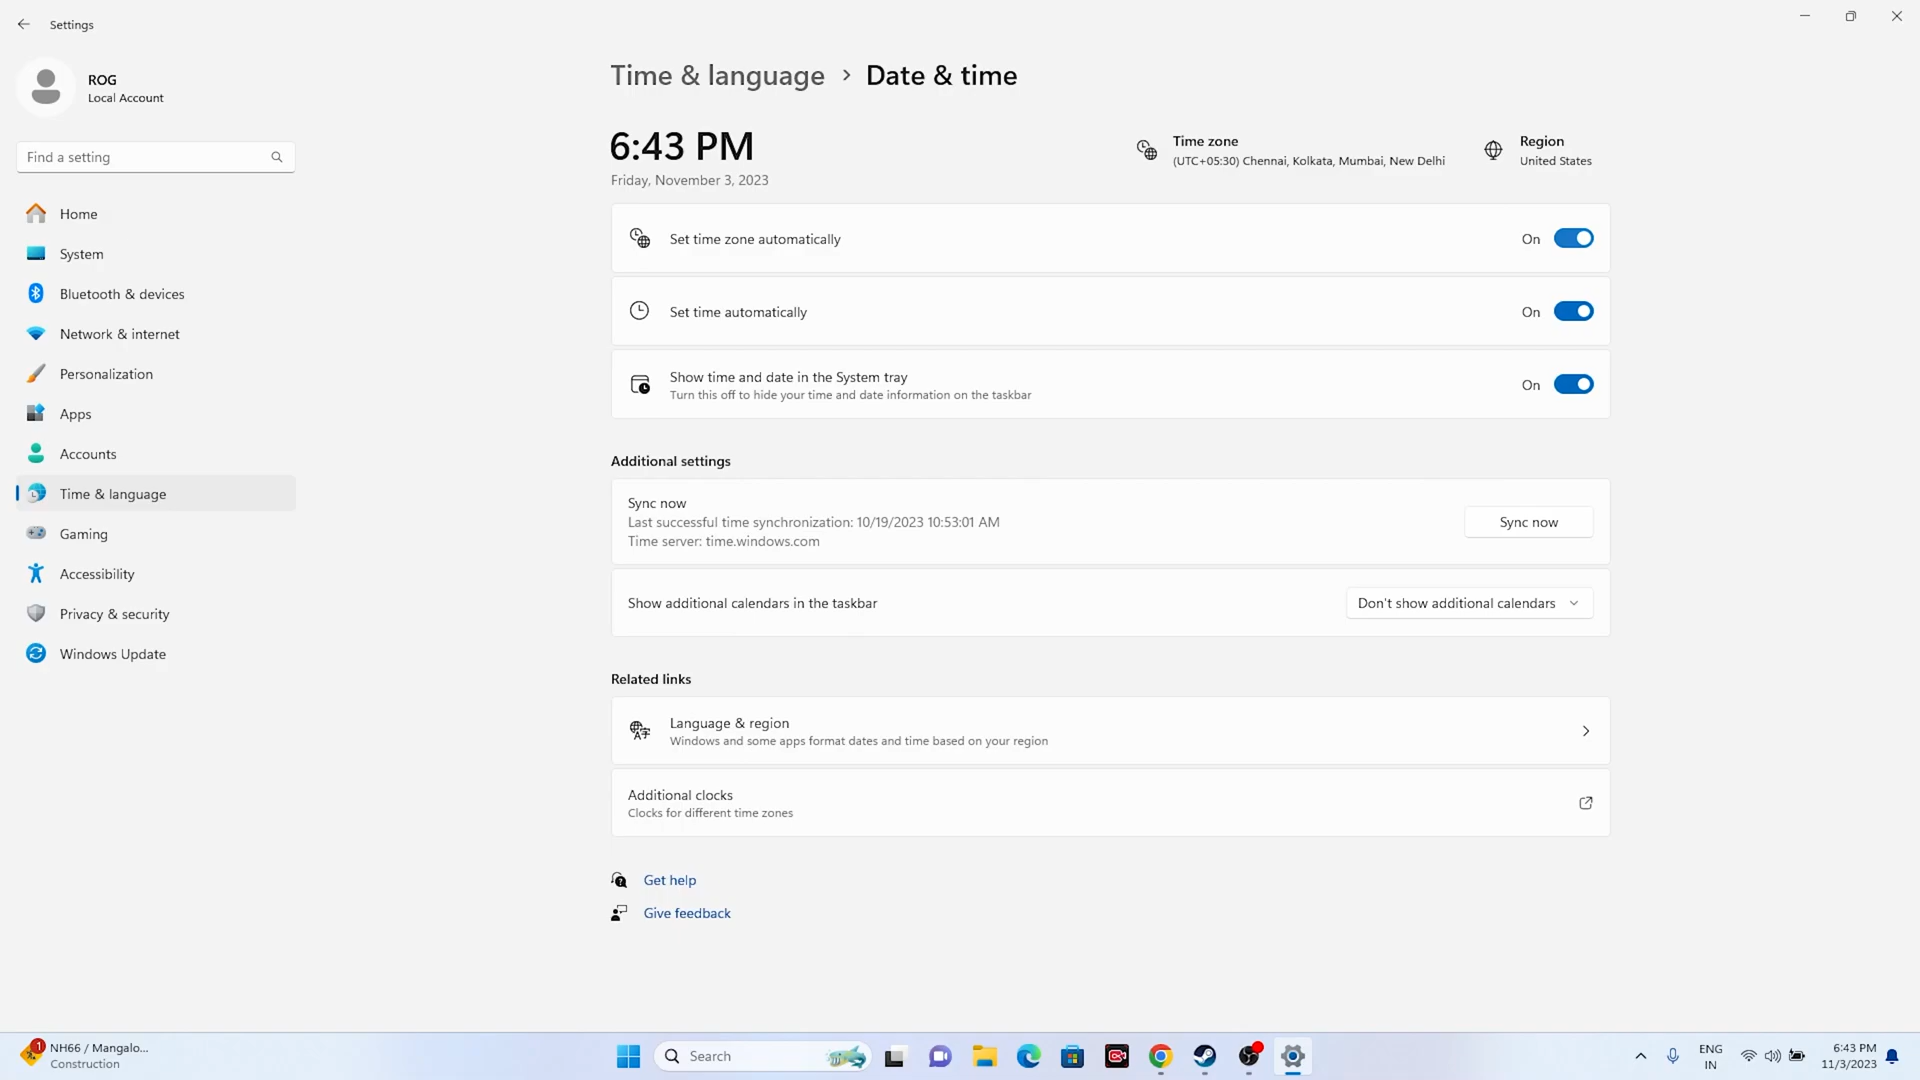 Settings
ROG
Local Account
Find a setting
Home
System
Bluetooth & devices
Network & internet
Personalization
Apps
Accounts
Time & language
Gaming
Accessibility
Privacy & security
Windows Update
Time & language > Date & time
6:43 PM
Friday, November 3, 2023
Time zone
(UTC+05:30) Chennai, Kolkata, Mumbai, New Delhi
Region
United States
Set time zone automatically
On
Set time automatically
On
Show time and date in the System tray
Turn this off to hide your time and date information on the taskbar
On
Additional settings
Sync now
Last successful time synchronization: 10/19/2023 10:53:01 AM
Time server: time.windows.com
Sync now
Show additional calendars in the taskbar
Don't show additional calendars
Related links
Language & region
Windows and some apps format dates and time based on your region
Additional clocks
Clocks for different time zones
Get help
Give feedback
1
NH66 / Mangalo...
Construction
Search
ENG
IN
6:43 PM
11/3/2023